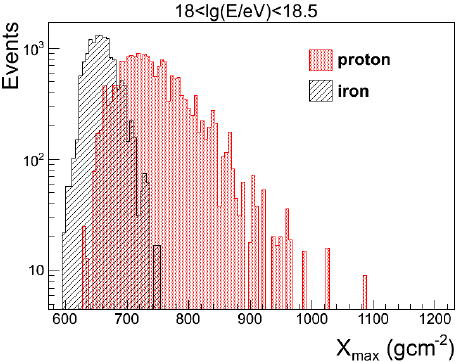 18<lg(E/eV)<18.5
Events
10³
10²
10
proton
iron
600 700 800 900 1000 1100 1200
Xmax (gcm⁻²)